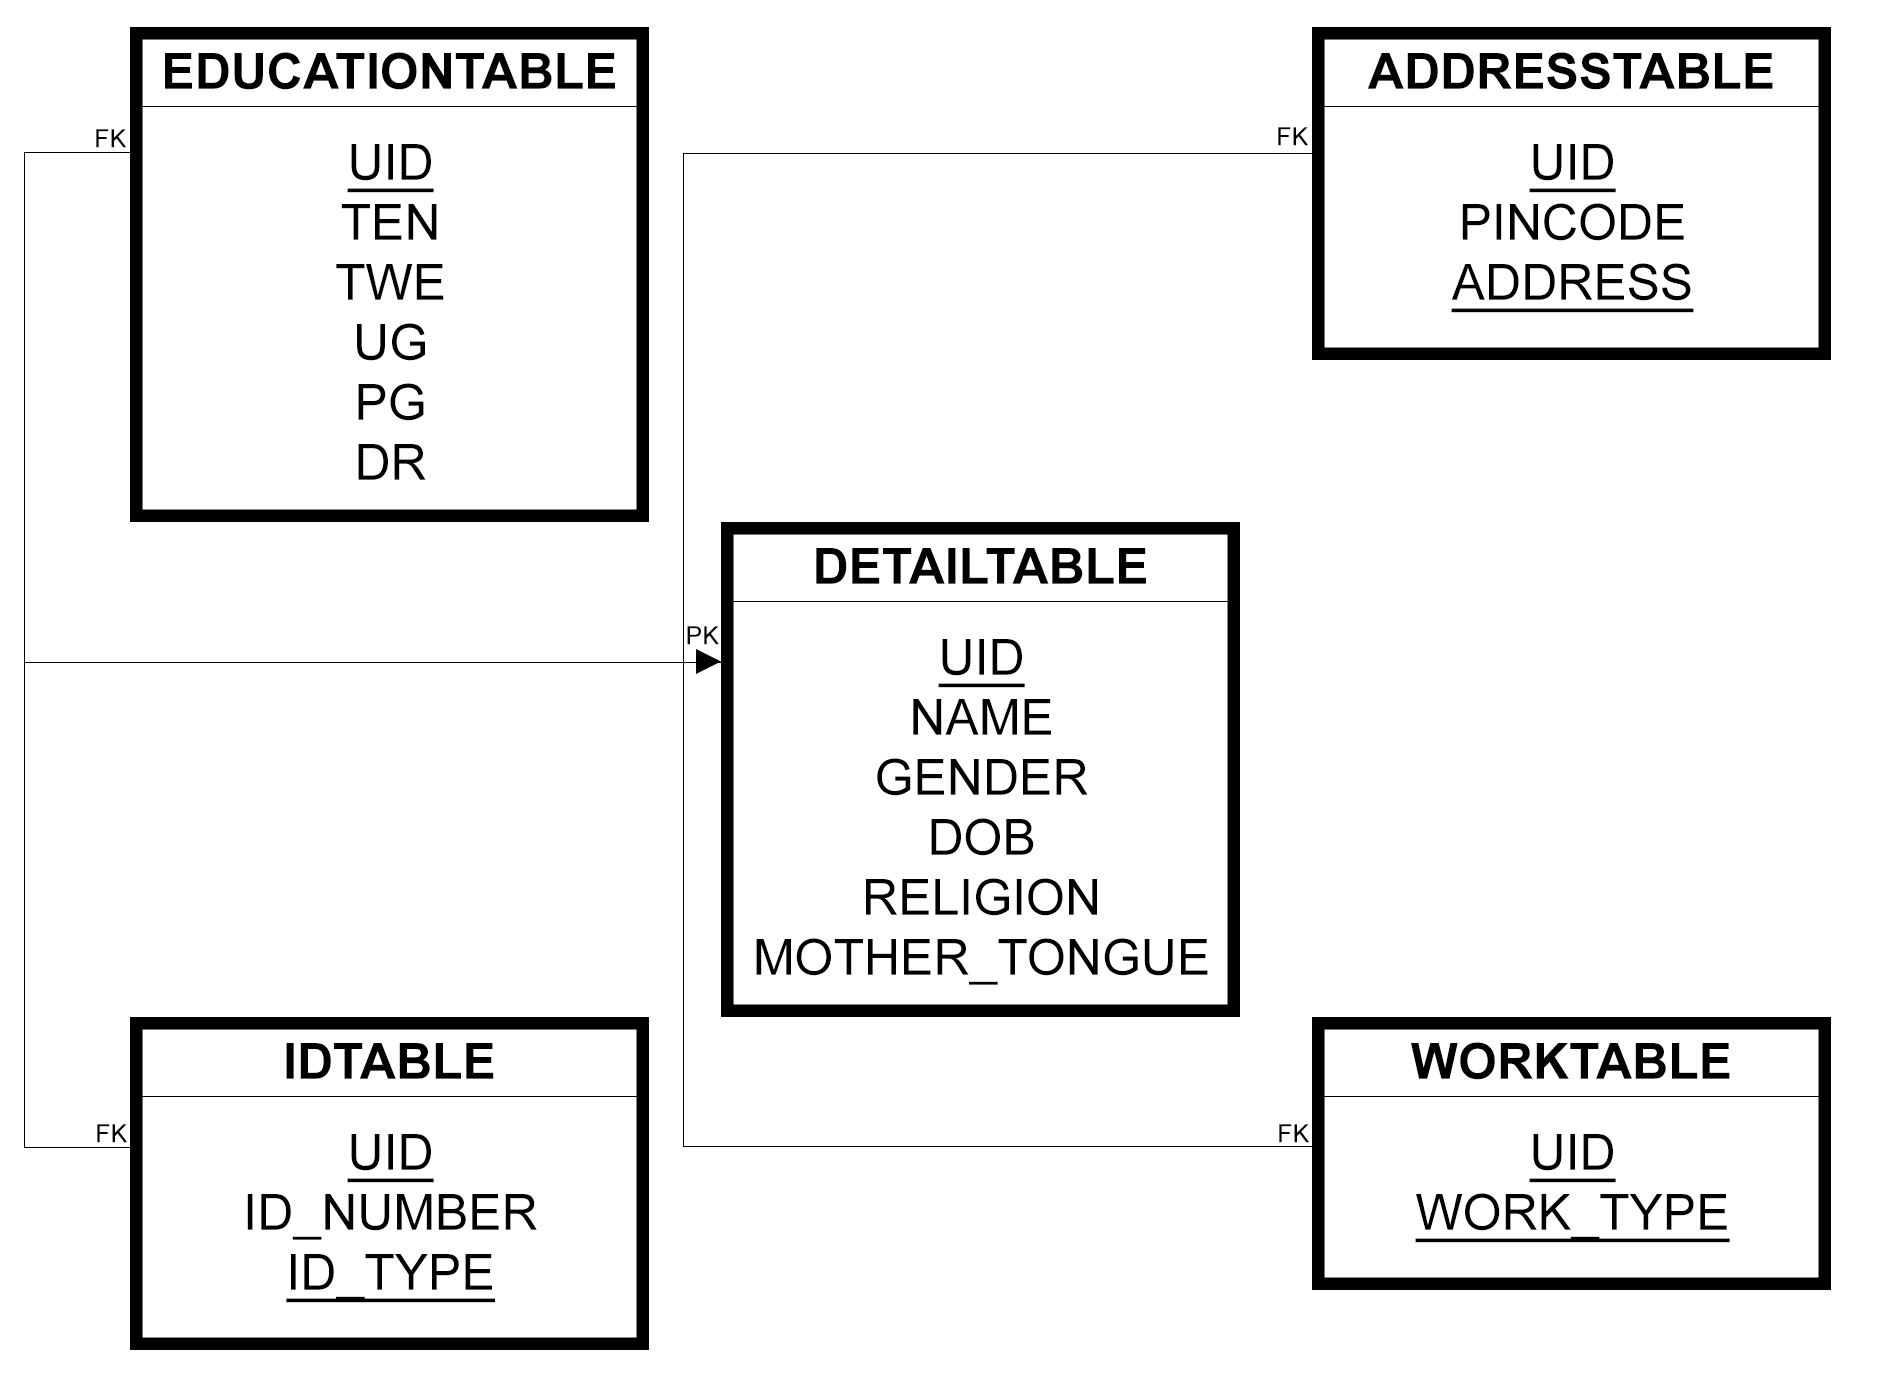 EDUCATIONTABLE
FK
UID
TEN
TWE
UG
PG
DR
ADDRESSTABLE
FK
UID
PINCODE
ADDRESS
DETAILTABLE
PK
UID
NAME
GENDER
DOB
RELIGION
MOTHER_TONGUE
IDTABLE
FK
UID
ID_NUMBER
ID_TYPE
WORKTABLE
FK
UID
WORK_TYPE